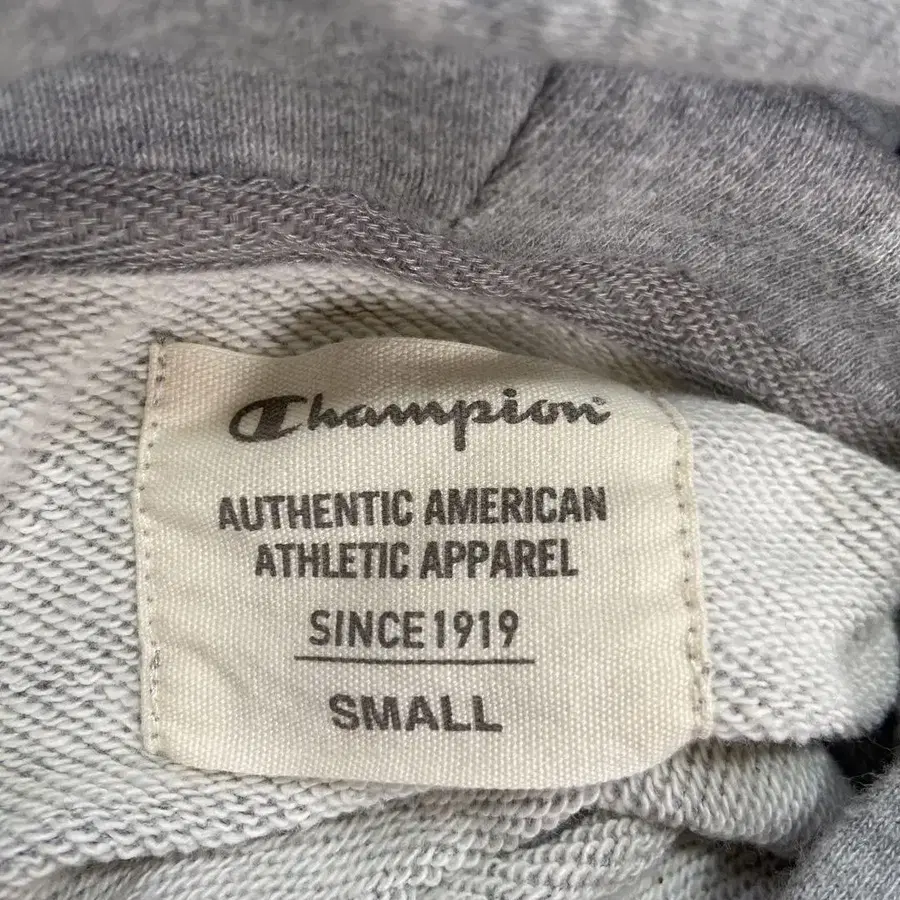 Champion
AUTHENTIC AMERICAN
ATHLETIC APPAREL
SINCE 1919
SMALL